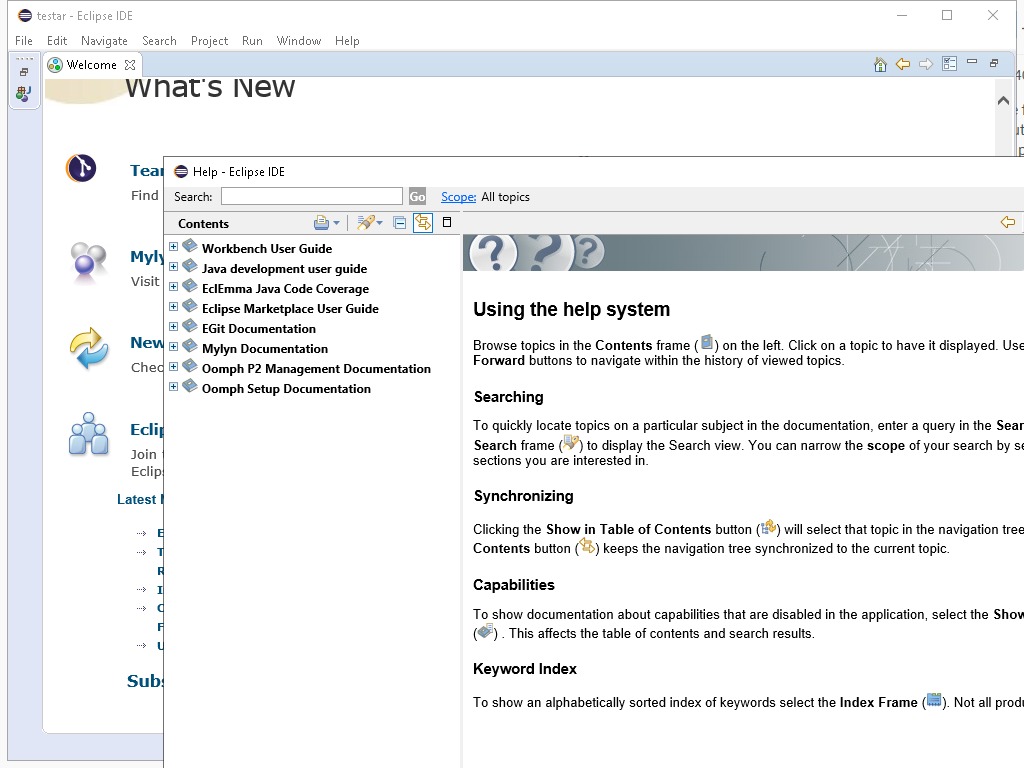 testar - Eclipse IDE
File Edit Navigate Search Project Run Window Help
Welcome
What's New
Find
Visit
New
Join
Eclips
Latest
Subs
Help - Eclipse IDE
Search: Go Scope: All topics
Contents
Workbench User Guide
Java development user guide
EclEmma Java Code Coverage
Eclipse Marketplace User Guide
EGit Documentation
Mylyn Documentation
Oomph P2 Management Documentation
Oomph Setup Documentation
Using the help system
Browse topics in the Contents frame ( ) on the left. Click on a topic to have it displayed. Use
Forward buttons to navigate within the history of viewed topics.
Searching
To quickly locate topics on a particular subject in the documentation, enter a query in the Sear
Search frame ( ) to display the Search view. You can narrow the scope of your search by se
sections you are interested in.
Synchronizing
Clicking the Show in Table of Contents button ( ) will select that topic in the navigation tree
Contents button ( ) keeps the navigation tree synchronized to the current topic.
Capabilities
To show documentation about capabilities that are disabled in the application, select the Show
( ) . This affects the table of contents and search results.
Keyword Index
To show an alphabetically sorted index of keywords select the Index Frame ( ). Not all produ